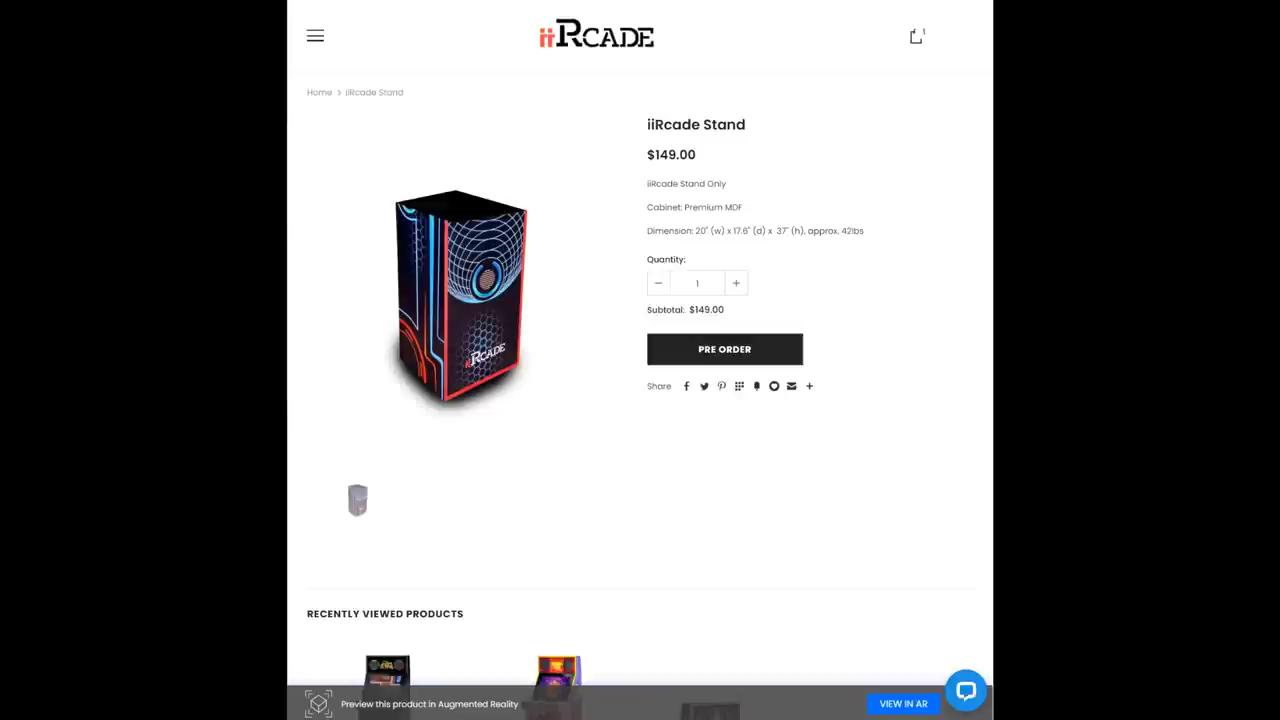 iiRCADE
1
Home > iiRcade Stand
iiRcade Stand
$149.00
iiRcade Stand Only
Cabinet: Premium MDF
Dimension: 20" (w) x 17.6" (d) x 37" (h), approx. 42lbs
Quantity:
− 1 +
Subtotal: $149.00
PRE ORDER
iiRCADE
Share
RECENTLY VIEWED PRODUCTS
Preview this product in Augmented Reality
VIEW IN AR